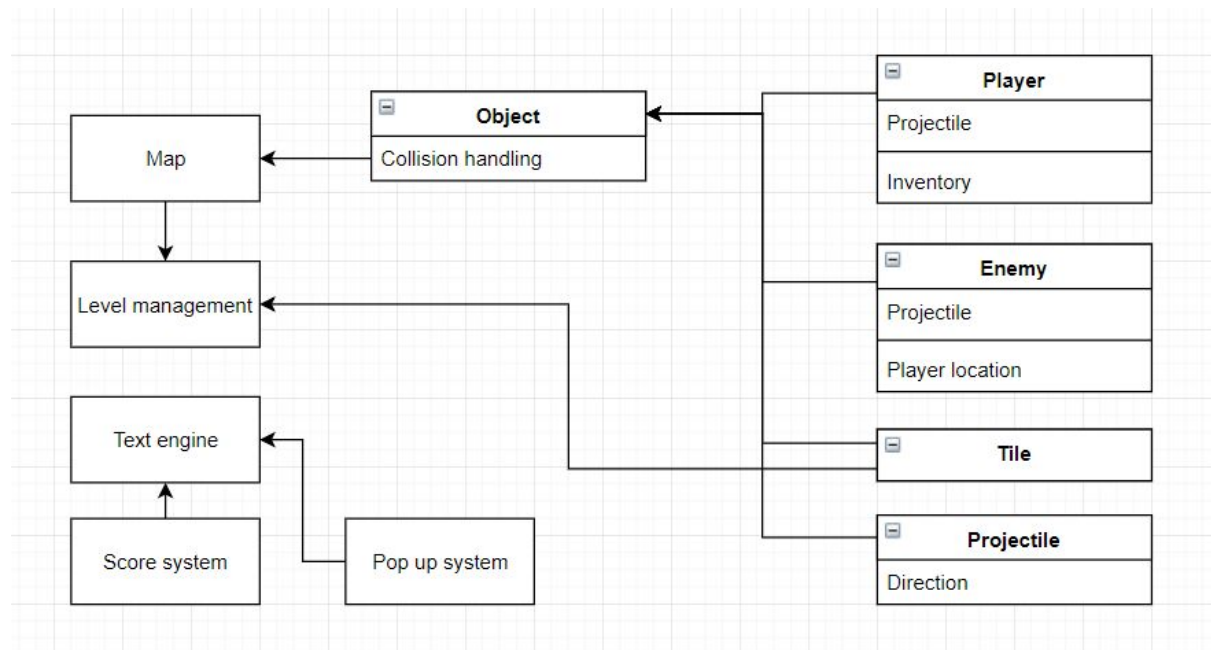 Map
Level management
Text engine
Score system
Pop up system
Object
Collision handling
Player
Projectile
Inventory
Enemy
Projectile
Player location
Tile
Projectile
Direction